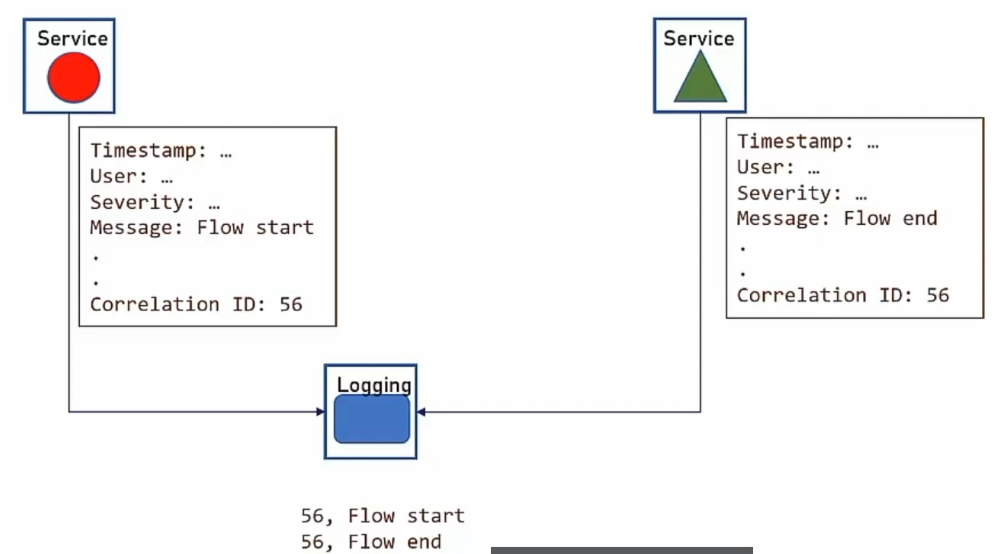 Service
Service
Timestamp: …
User: …
Severity: …
Message: Flow start
.
.
Correlation ID: 56
Timestamp: …
User: …
Severity: …
Message: Flow end
.
.
Correlation ID: 56
Logging
56, Flow start
56, Flow end